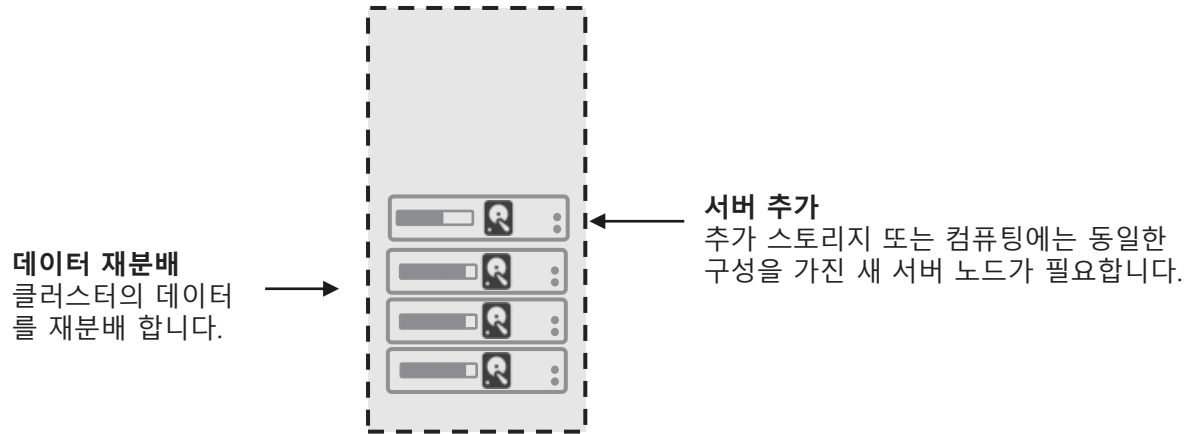 데이터 재분배
클러스터의 데이터
를 재분배 합니다.
서버 추가
추가 스토리지 또는 컴퓨팅에는 동일한
구성을 가진 새 서버 노드가 필요합니다.